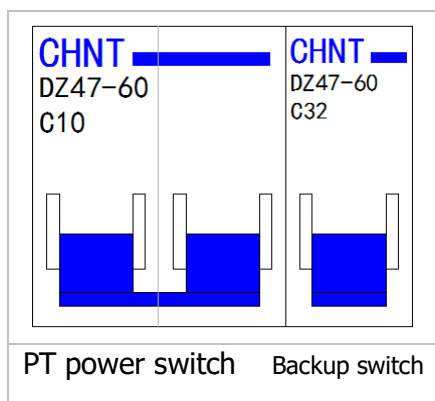 CHNT
DZ47-60
C10
CHNT
DZ47-60
C32
PT power switch
Backup switch